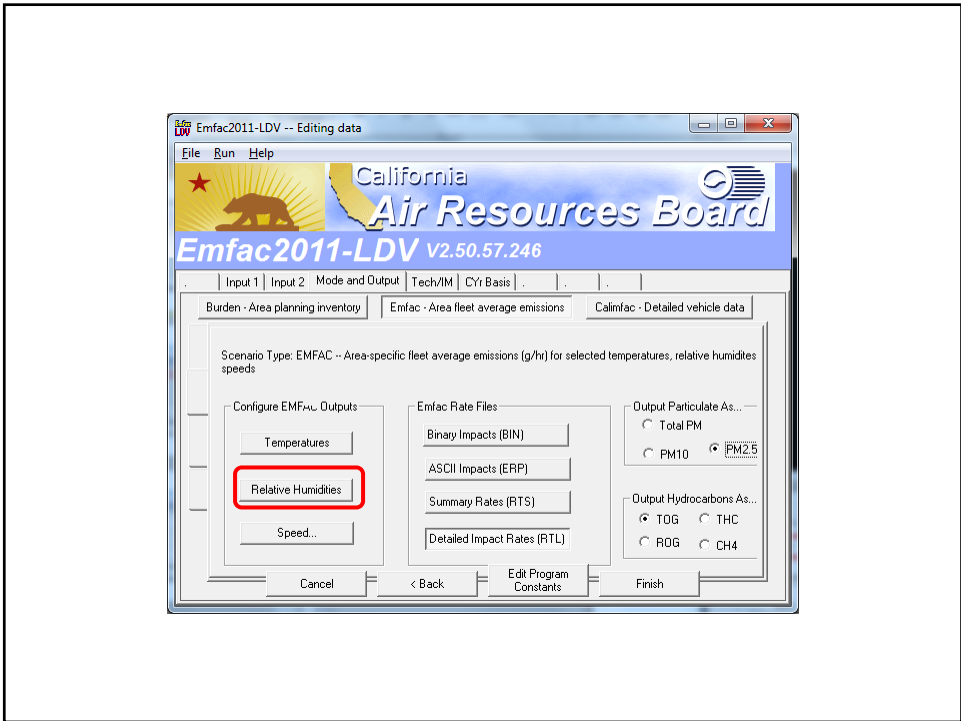 Emfac2011-LDV -- Editing data
File Run Help
California
Air Resources Board
Emfac2011-LDV V2.50.57.246
. Input 1 Input 2 Mode and Output Tech/IM CYr Basis . . .
Burden - Area planning inventory Emfac - Area fleet average emissions Calimfac - Detailed vehicle data
Scenario Type: EMFAC -- Area-specific fleet average emissions (g/hr) for selected temperatures, relative humidites
speeds
Configure EMFAC Outputs
Temperatures
Relative Humidities
Speed...
Emfac Rate Files
Binary Impacts (BIN)
ASCII Impacts (ERP)
Summary Rates (RTS)
Detailed Impact Rates (RTL)
Output Particulate As...
Total PM
PM10 PM2.5
Output Hydrocarbons As...
TOG THC
ROG CH4
Cancel < Back Edit Program Constants Finish